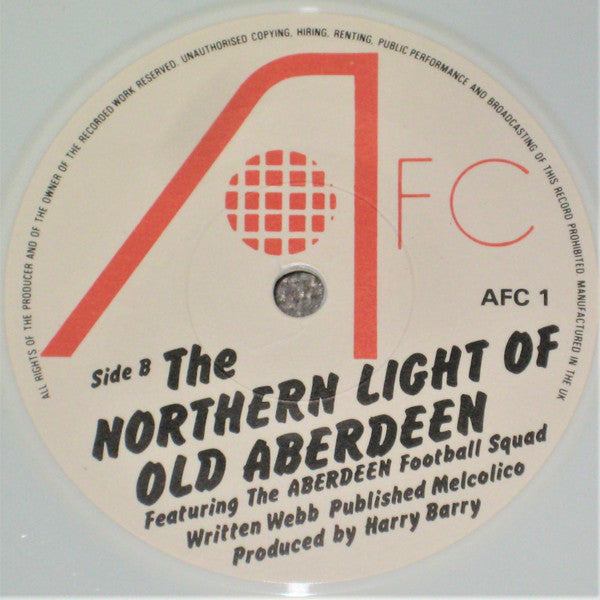 ALL RIGHTS OF THE PRODUCER AND OF THE OWNER OF THE RECORDED WORK RESERVED. UNAUTHORISED COPYING, HIRING, RENTING, PUBLIC PERFORMANCE AND BROADCASTING OF THIS RECORD PROHIBITED. MANUFACTURED IN THE UK
AFC
AFC 1
Side B The
NORTHERN LIGHT OF
OLD ABERDEEN
Featuring The ABERDEEN Football Squad
Written Webb Published Melcolico
Produced by Harry Barry